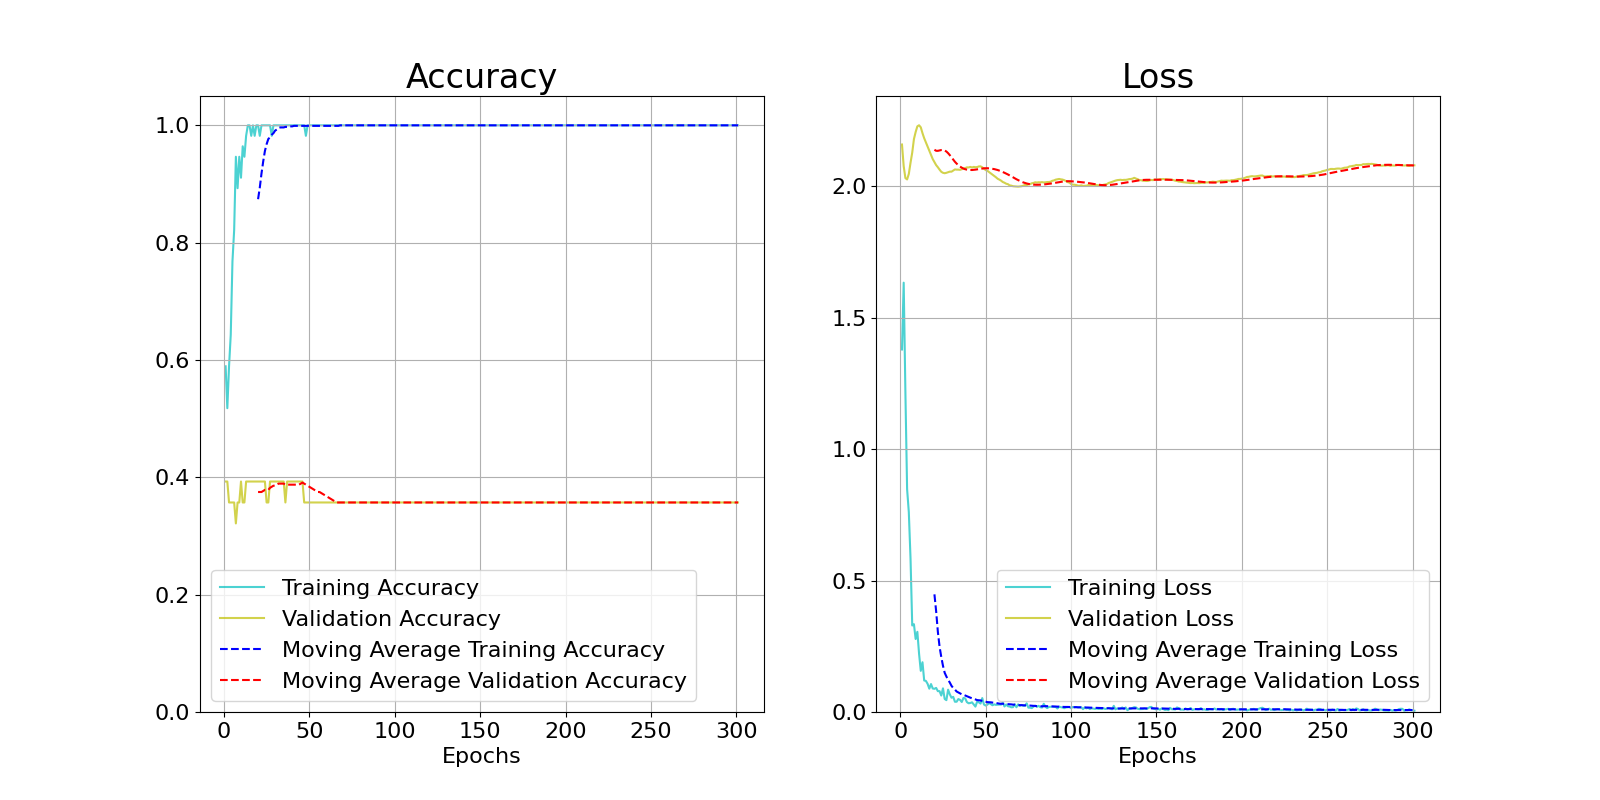 Accuracy
1.0
0.8
0.6
0.4
0.2
0.0
Training Accuracy
Validation Accuracy
Moving Average Training Accuracy
Moving Average Validation Accuracy
0 50 100 150 200 250 300
Epochs
Loss
2.0
1.5
1.0
0.5
0.0
Training Loss
Validation Loss
Moving Average Training Loss
Moving Average Validation Loss
0 50 100 150 200 250 300
Epochs